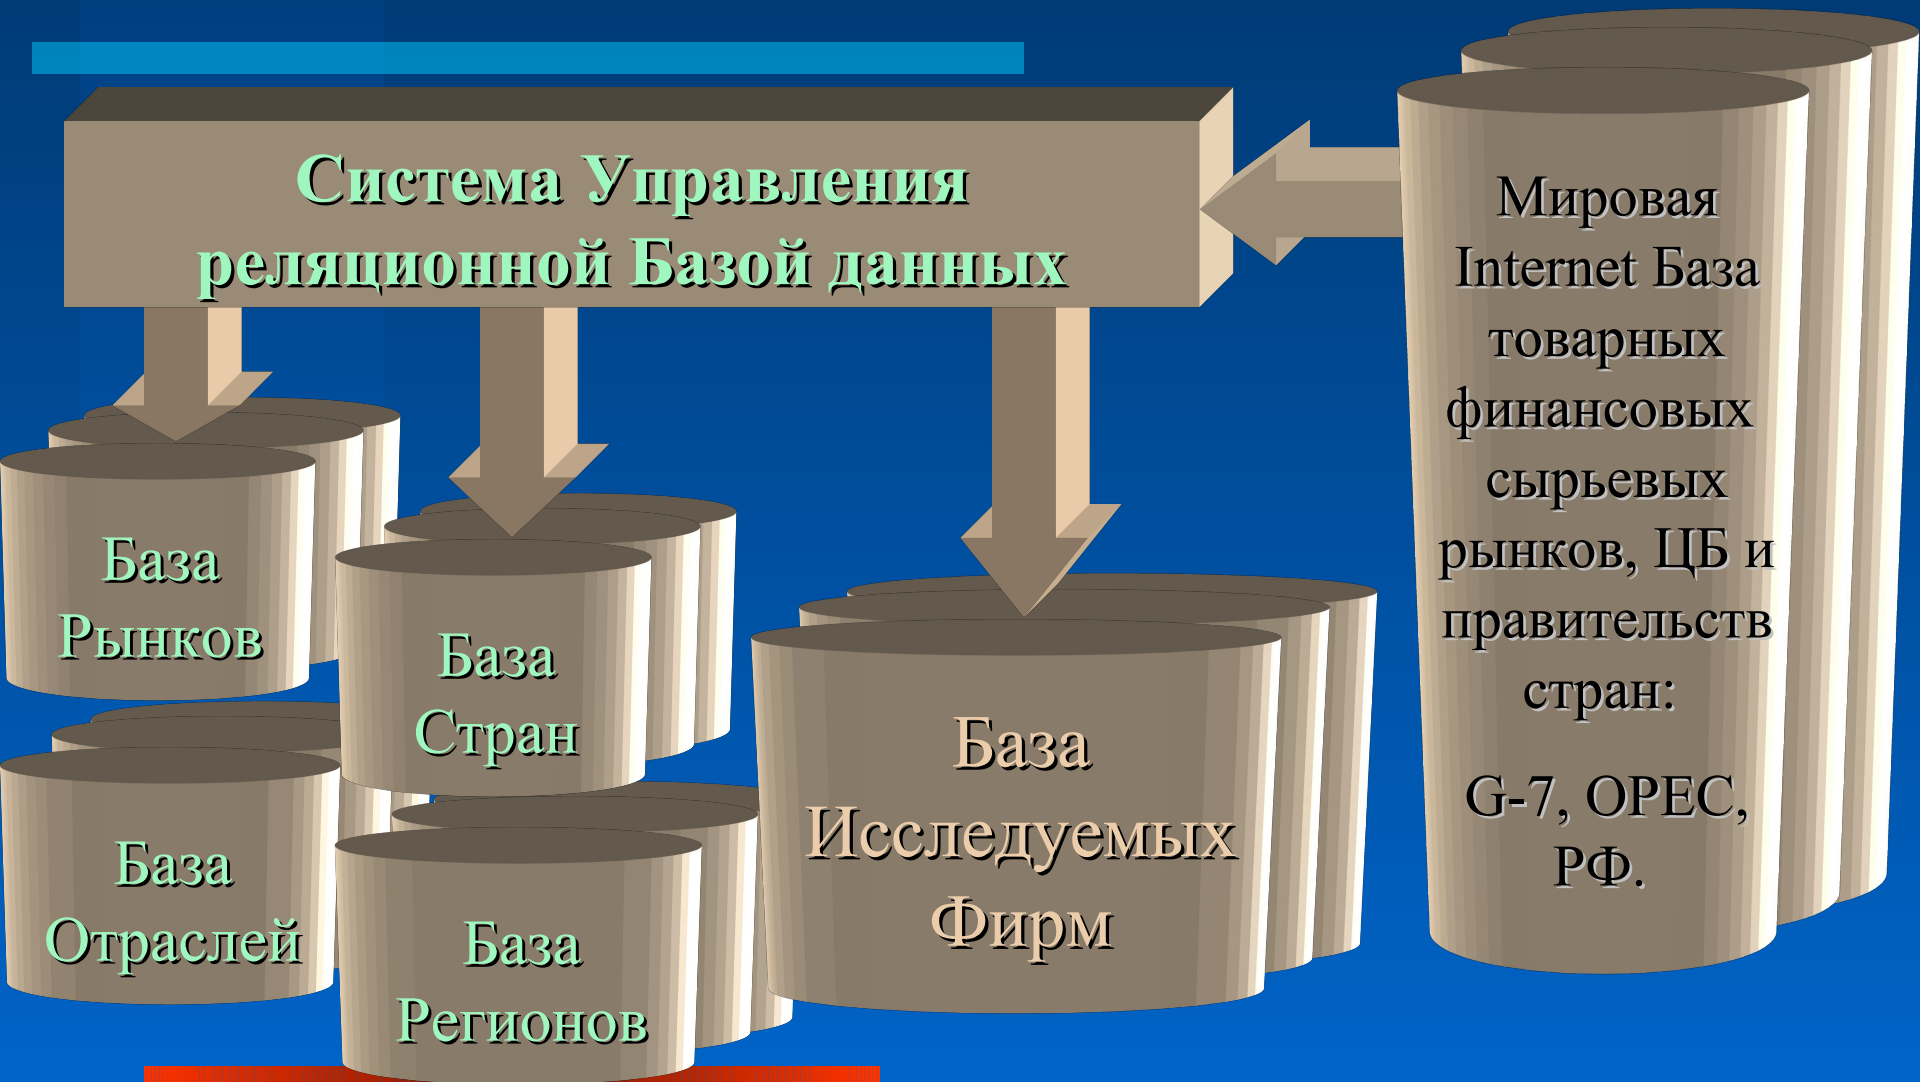 Система Управления
реляционной Базой данных
Мировая
Internet База
товарных
финансовых
сырьевых
рынков, ЦБ и
правительств
стран:
G-7, OPEC,
РФ.
База
Рынков
База
Стран
База
Исследуемых
Фирм
База
Отраслей
База
Регионов